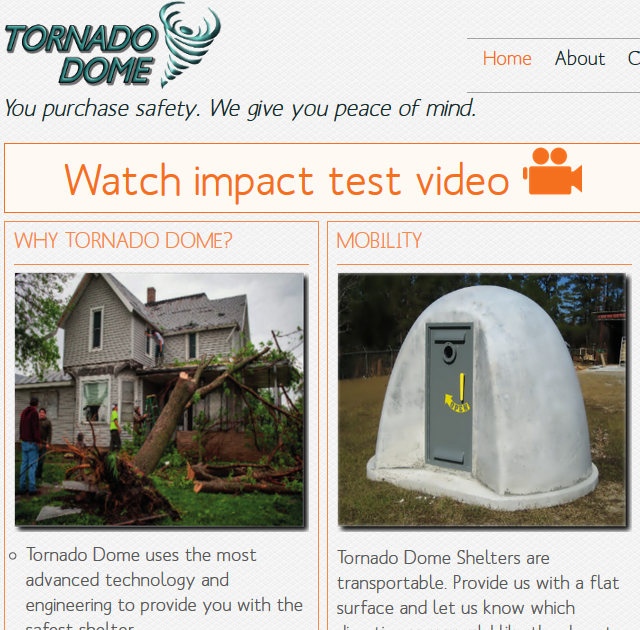 TORNADO
DOME
Home About
You purchase safety. We give you peace of mind.
Watch impact test video
WHY TORNADO DOME?
MOBILITY
OPEN
Tornado Dome uses the most
advanced technology and
engineering to provide you with the
safest shelter
Tornado Dome Shelters are
transportable. Provide us with a flat
surface and let us know which